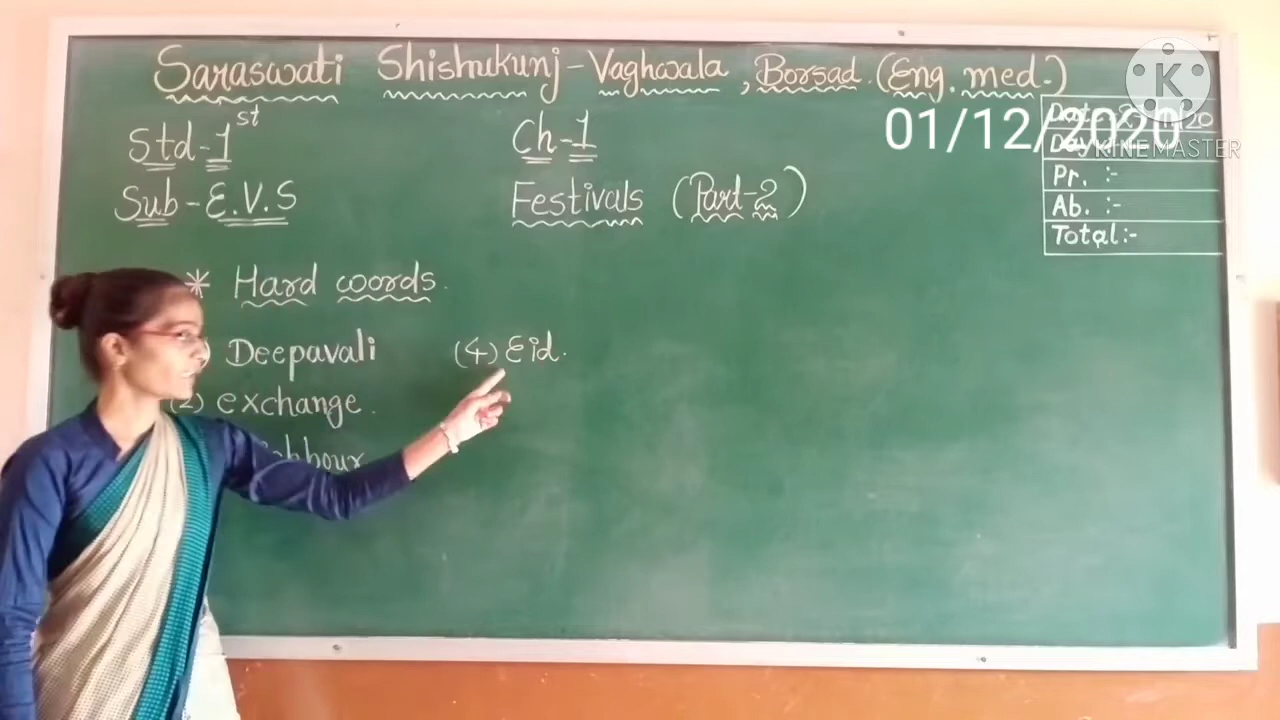 Saraswati Shishukunj-Vaghwala, Borsad. (Eng. med.)
Std-1st
Ch-1
Sub-E.V.S
Festivals (Part-2)
01/12/2020
K
KINEMASTER
Pr. :-
Ab. :-
Total:-
* Hard words.
Deepavali
(4) Eid.
(2) exchange.